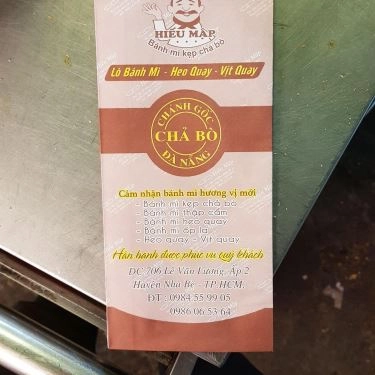 HIẾU MẬP
Bánh mì kẹp chả bò
Lò Bánh Mì - Heo Quay - Vịt Quay
CHÁNH GỐC
CHẢ BÒ
ĐÀ NẴNG
Cảm nhận bánh mì hương vị mới
- Bánh mì kẹp chả bò
- Bánh mì thập cẩm
- Bánh mì heo quay
- Bánh mì ốp la
- Heo quay - Vịt quay
Hân hạnh được phục vụ quý khách
ĐC: 706 Lê Văn Lương, Ấp 2
Huyện Nhà Bè - TP.HCM.
ĐT : 0984 55 99 05
0986 06 53 64